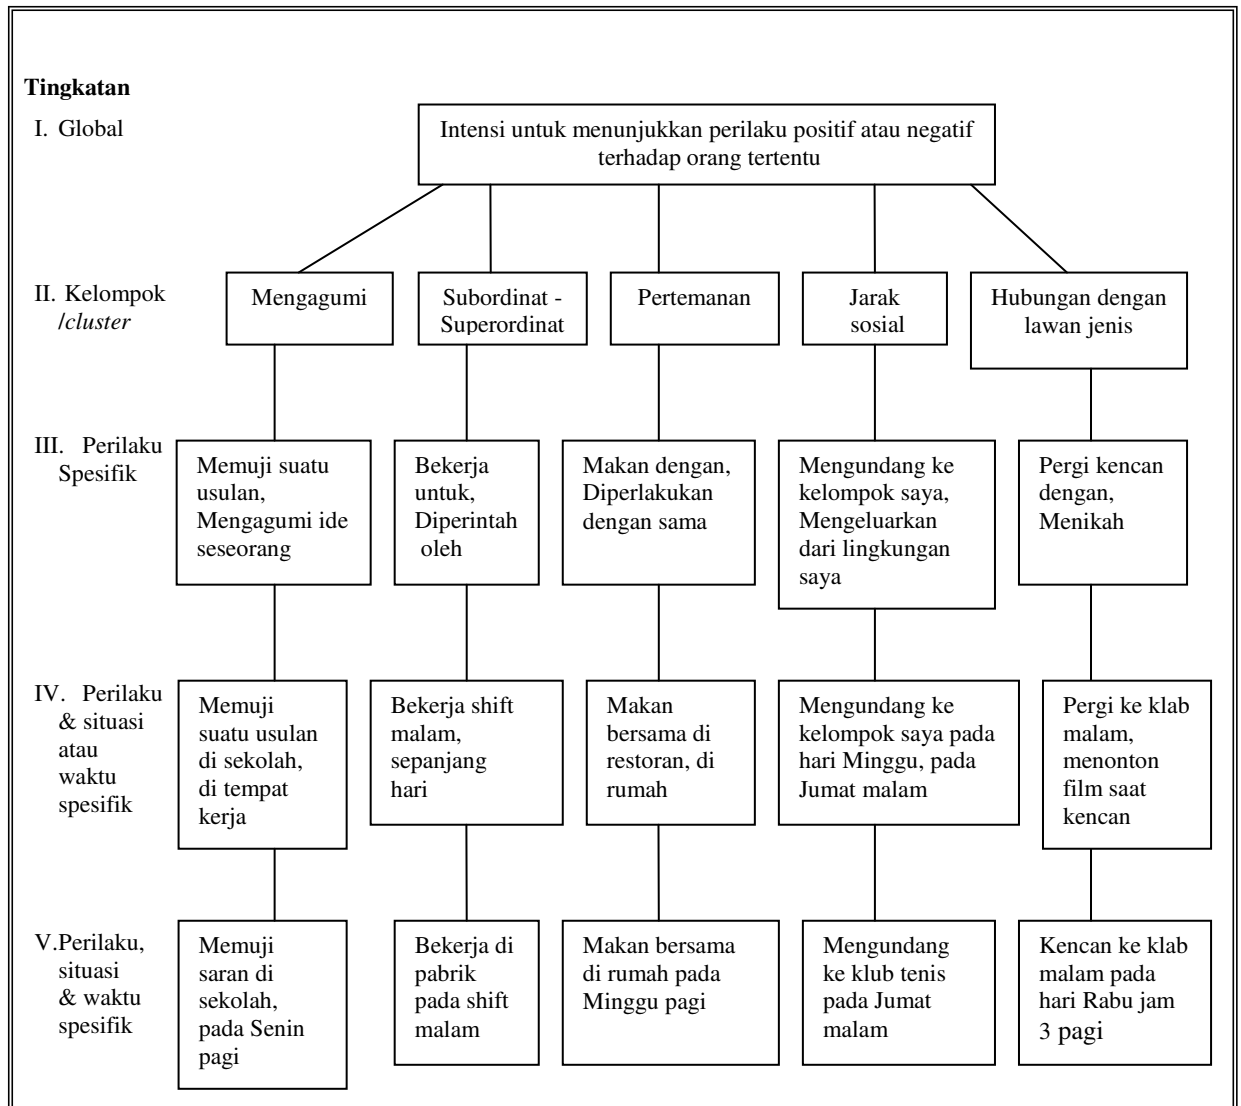 Tingkatan
I. Global
Intensi untuk menunjukkan perilaku positif atau negatif
terhadap orang tertentu
II. Kelompok
/cluster
Mengagumi
Subordinat -
Superordinat
Pertemanan
Jarak
sosial
Hubungan dengan
lawan jenis
III. Perilaku
Spesifik
Memuji suatu
usulan,
Mengagumi ide
seseorang
Bekerja
untuk,
Diperintah
oleh
Makan dengan,
Diperlakukan
dengan sama
Mengundang ke
kelompok saya,
Mengeluarkan
dari lingkungan
saya
Pergi kencan
dengan,
Menikah
IV. Perilaku
& situasi
atau
waktu
spesifik
Memuji
suatu usulan
di sekolah,
di tempat
kerja
Bekerja shift
malam,
sepanjang
hari
Makan
bersama di
restoran, di
rumah
Mengundang ke
kelompok saya pada
hari Minggu, pada
Jumat malam
Pergi ke klab
malam,
menonton
film saat
kencan
V.Perilaku,
situasi
& waktu
spesifik
Memuji
saran di
sekolah,
pada Senin
pagi
Bekerja di
pabrik
pada shift
malam
Makan bersama
di rumah pada
Minggu pagi
Mengundang
ke klub tenis
pada Jumat
malam
Kencan ke klab
malam pada
hari Rabu jam
3 pagi